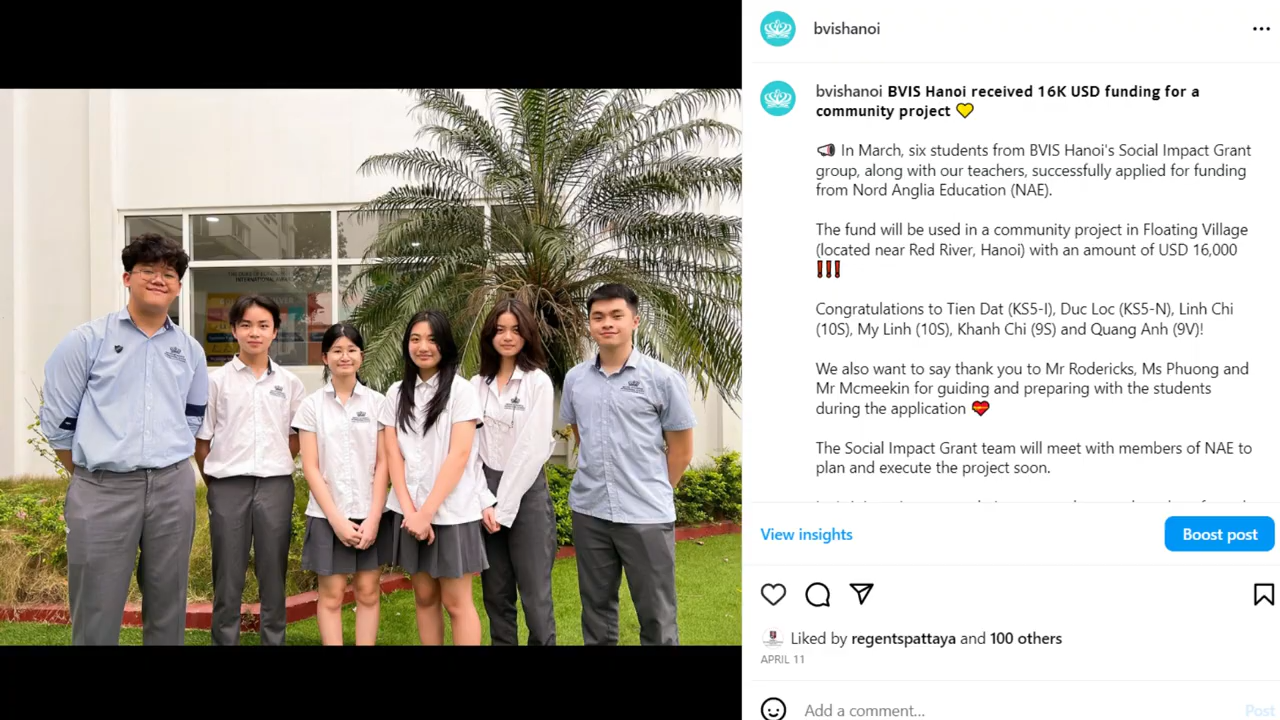 bvishanoi
bvishanoi BVIS Hanoi received 16K USD funding for a
community project 💛
📣 In March, six students from BVIS Hanoi's Social Impact Grant
group, along with our teachers, successfully applied for funding
from Nord Anglia Education (NAE).
The fund will be used in a community project in Floating Village
(located near Red River, Hanoi) with an amount of USD 16,000
❗❗❗
Congratulations to Tien Dat (KS5-I), Duc Loc (KS5-N), Linh Chi
(10S), My Linh (10S), Khanh Chi (9S) and Quang Anh (9V)!
We also want to say thank you to Mr Rodericks, Ms Phuong and
Mr Mcmeekin for guiding and preparing with the students
during the application
The Social Impact Grant team will meet with members of NAE to
plan and execute the project soon.
View insights
Boost post
Liked by regentspattaya and 100 others
APRIL 11
Add a comment...
Post